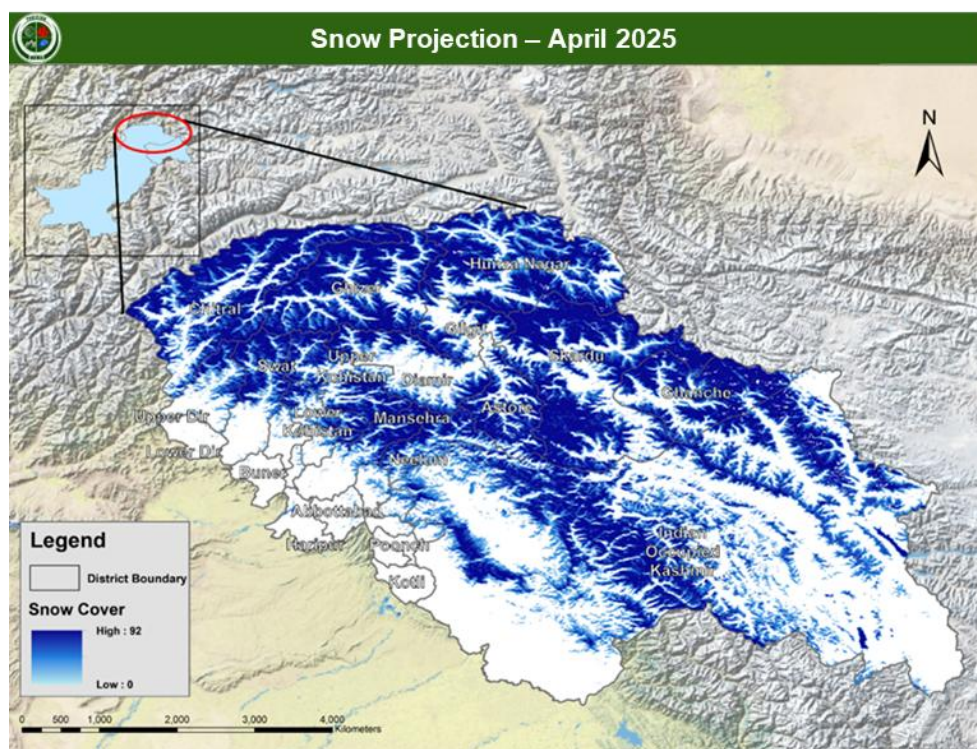 Snow Projection – April 2025
N
Hunza Nagar
Ghizer
Chitral
Gilgit
Skardu
Upper
Kohistan
Swat
Diamir
Ghanche
Astore
Lower
Kohistan
Mansehra
Upper Dir
Lower Dir
Neelum
Buner
Abbottabad
Haripur
Poonch
Kotli
Indian
Occupied
Kashmir
Legend
District Boundary
Snow Cover
High : 92
Low : 0
0 500 1,000 2,000 3,000 4,000
Kilometers